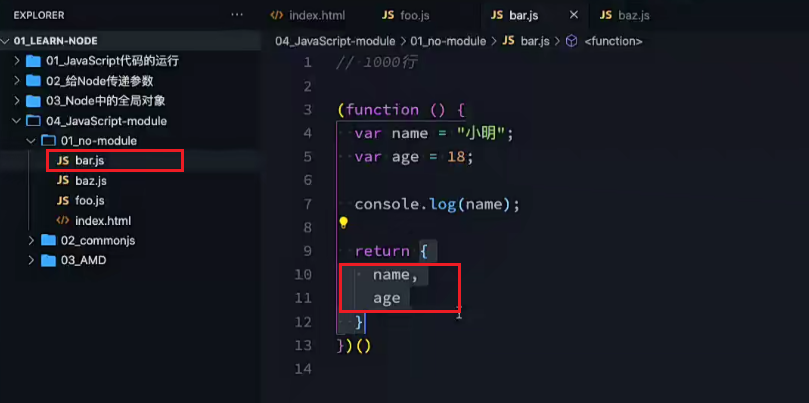 EXPLORER ···
01_LEARN-NODE
01_JavaScript代码的运行
02_给Node传递参数
03_Node中的全局对象
04_JavaScript-module
01_no-module
JS bar.js
JS baz.js
JS foo.js
<> index.html
02_commonjs
03_AMD
<> index.html JS foo.js JS bar.js × JS baz.js
04_JavaScript-module > 01_no-module > JS bar.js > <function>
1 // 1000行
2
3 (function () {
4 var name = "小明";
5 var age = 18;
6
7 console.log(name);
8
9 return {
10 name,
11 age
12 }
13 })()
14